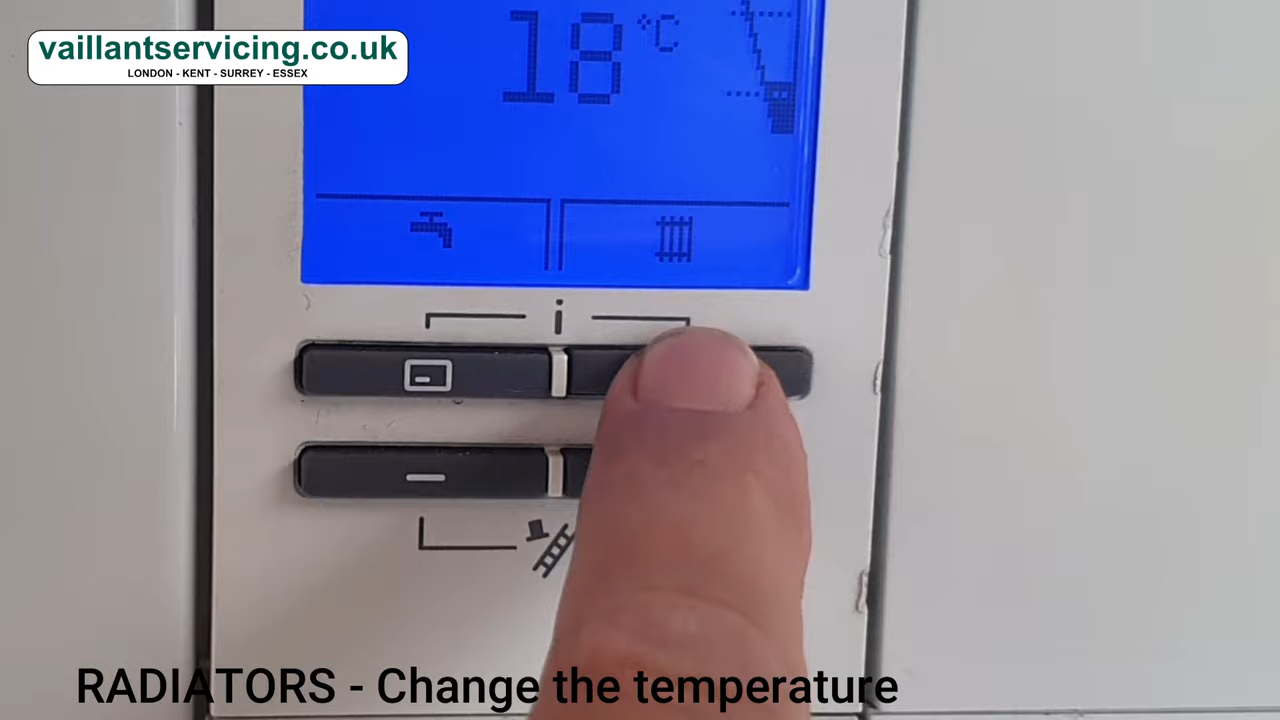 vaillantservicing.co.uk
LONDON - KENT - SURREY - ESSEX
18 °C
i
RADIATORS - Change the temperature